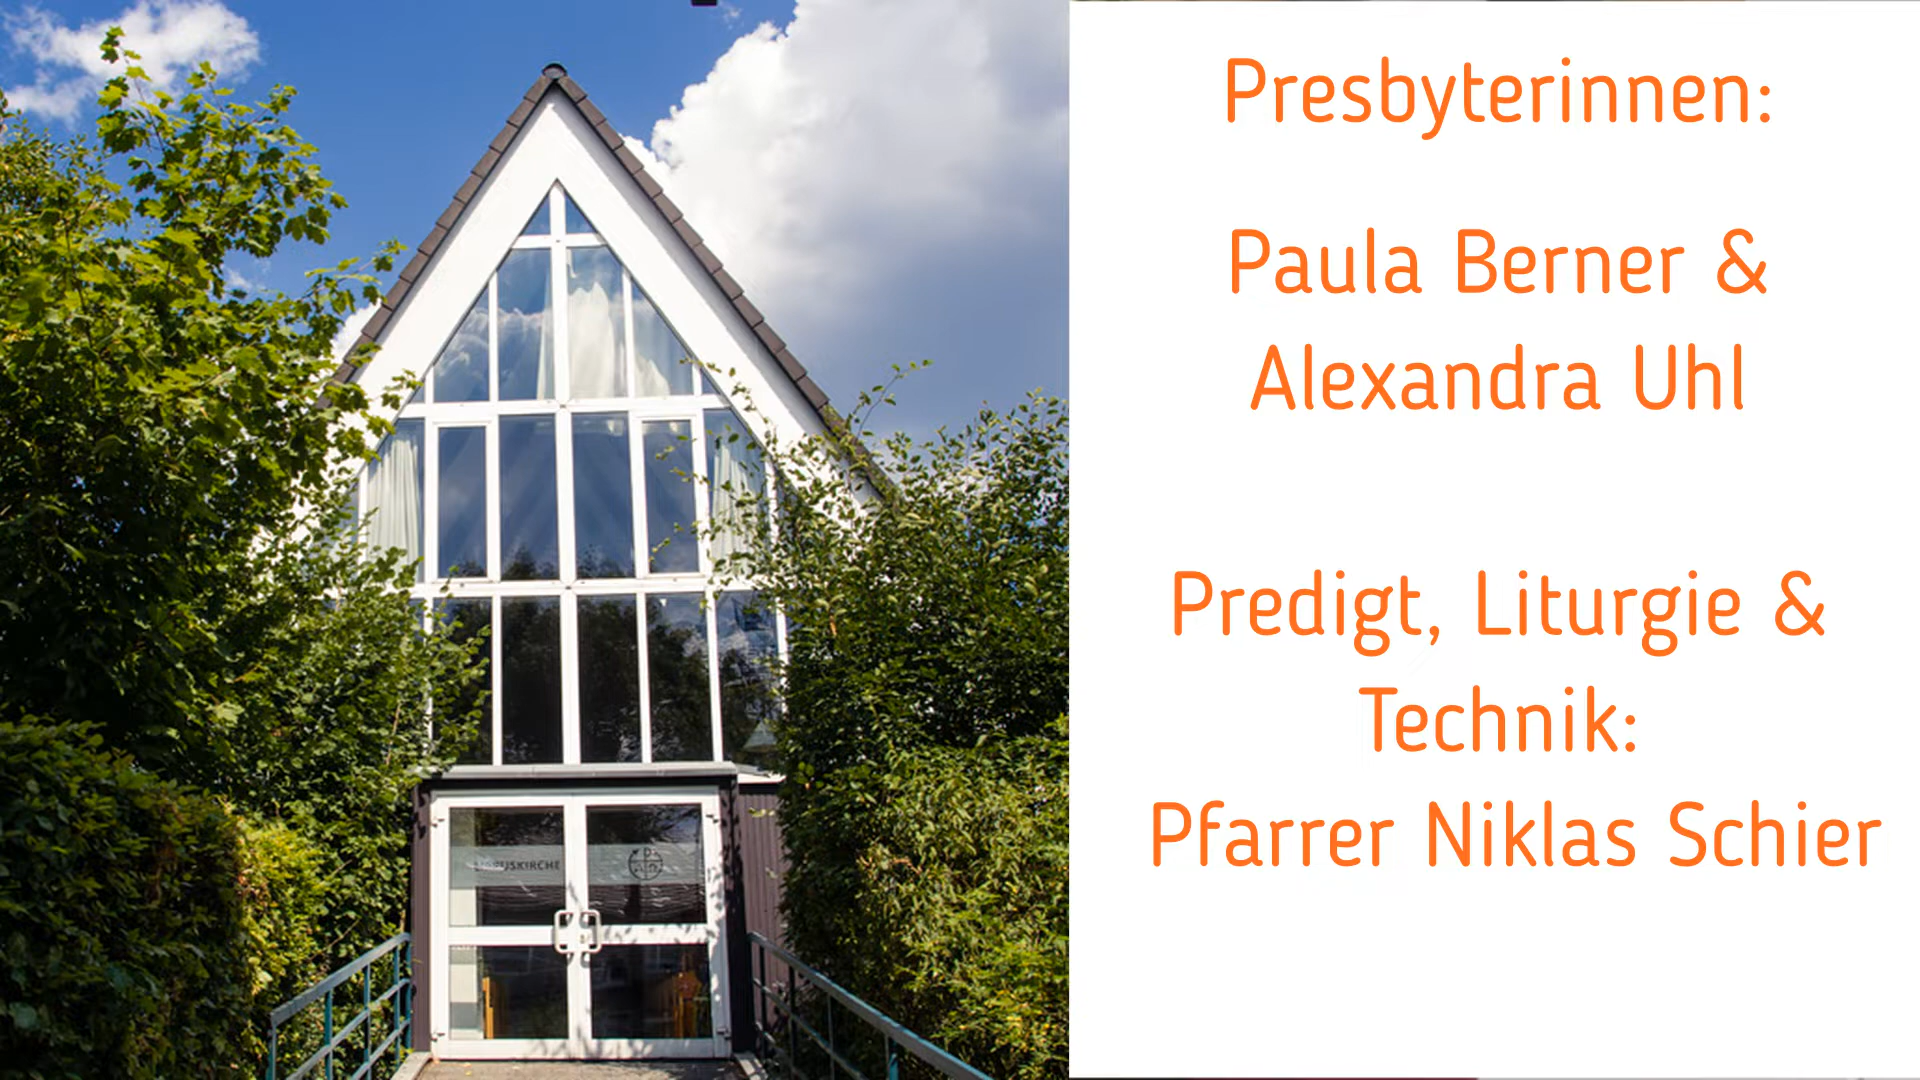 Presbyterinnen:
Paula Berner &
Alexandra Uhl
Predigt, Liturgie &
Technik:
Pfarrer Niklas Schier